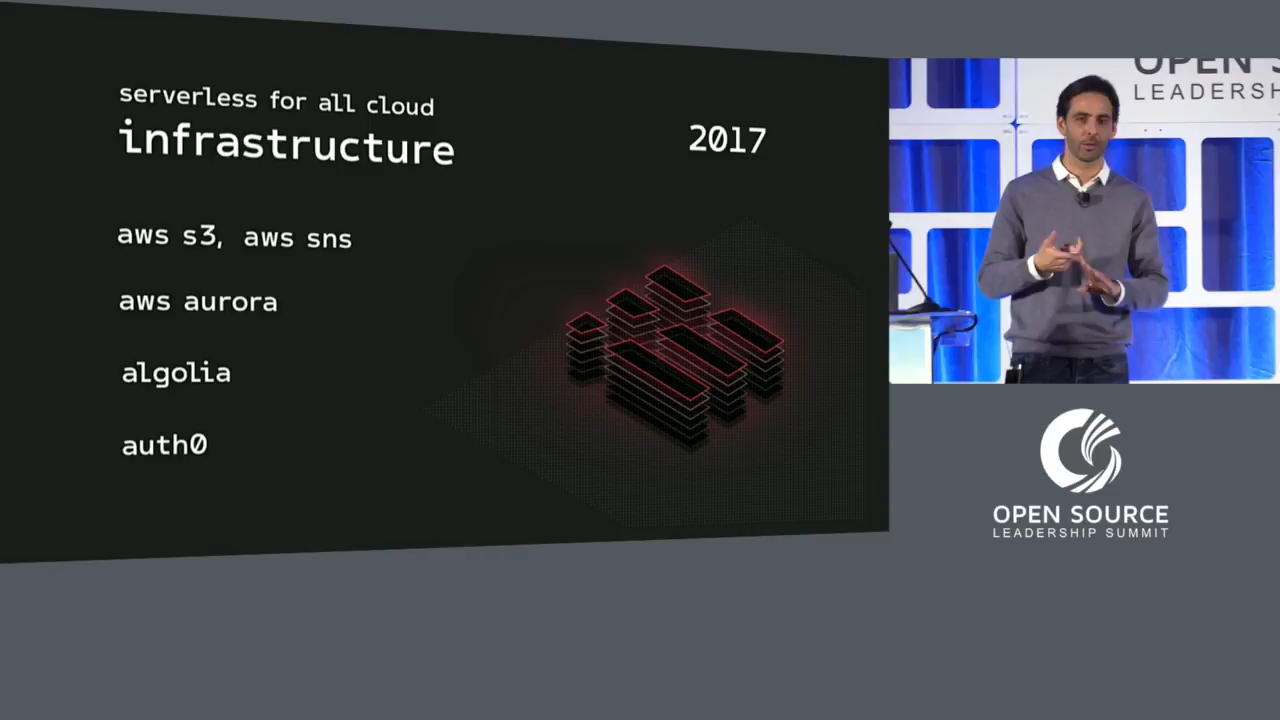 serverless for all cloud
infrastructure
2017
aws s3, aws sns
aws aurora
algolia
auth0
OPEN S
LEADERSH
OPEN SOURCE
LEADERSHIP SUMMIT